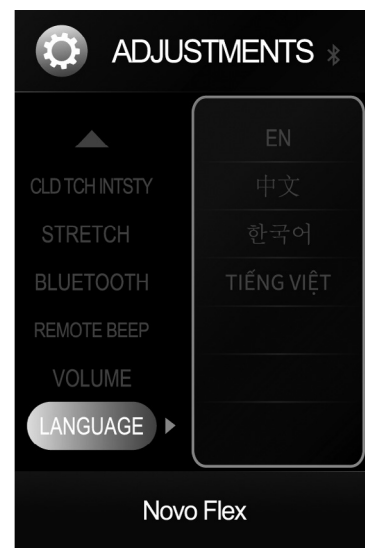 ADJUSTMENTS
CLD TCH INTSTY
STRETCH
BLUETOOTH
REMOTE BEEP
VOLUME
LANGUAGE
EN
中文
한국어
TIẾNG VIỆT
Novo Flex